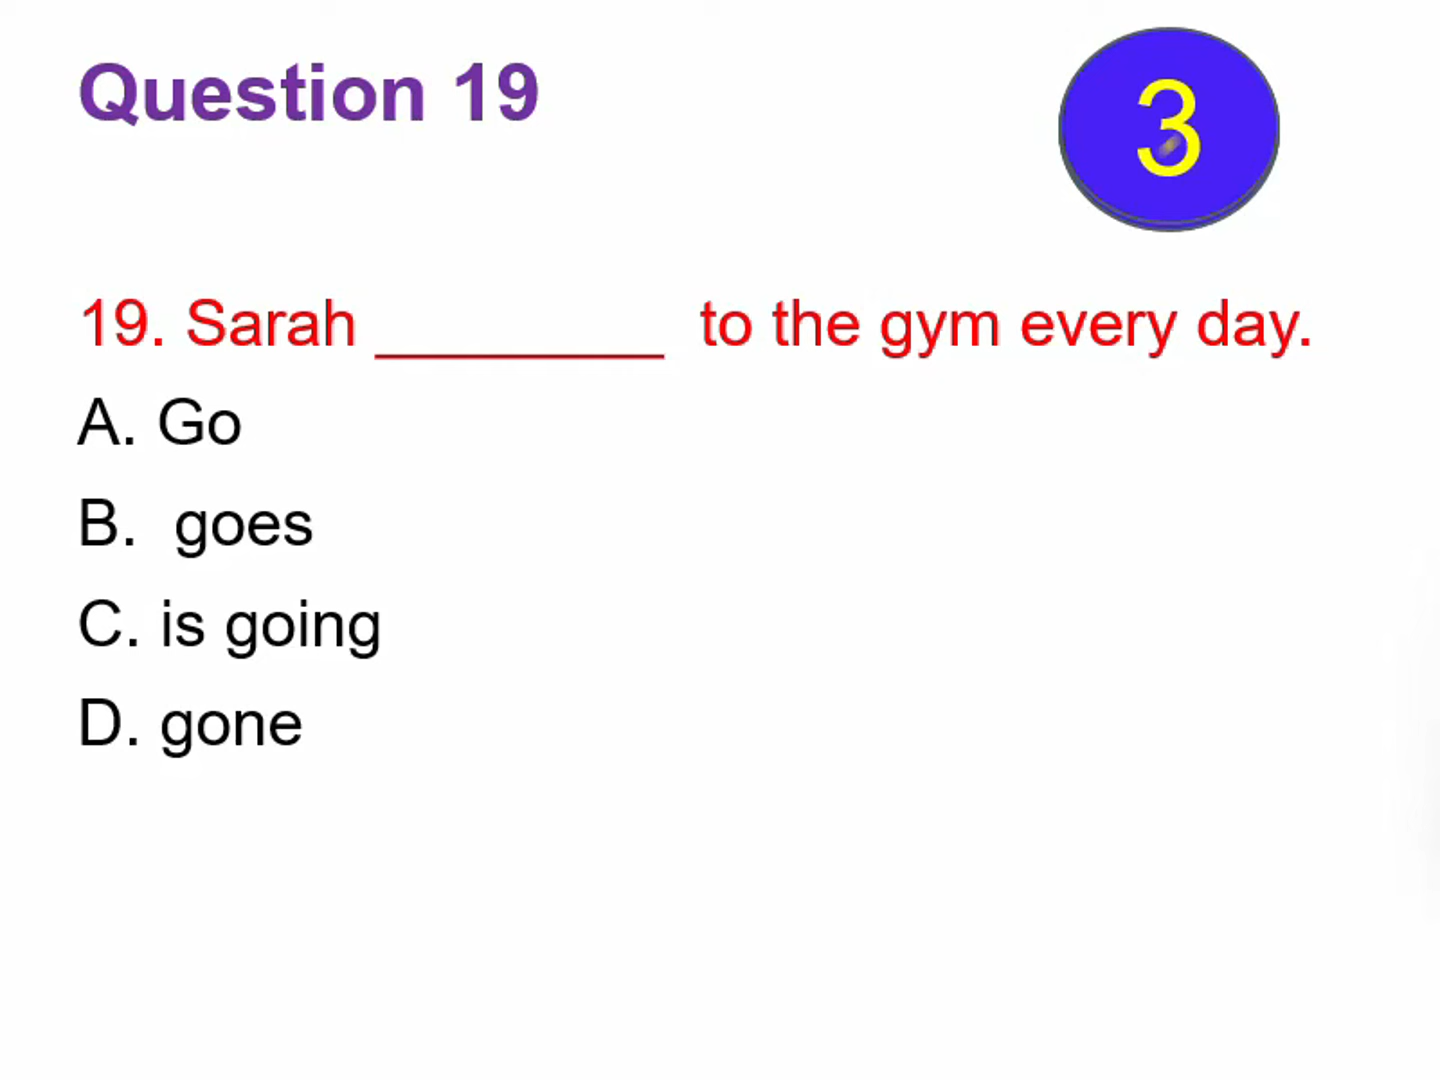 Question 19
3
19. Sarah _________ to the gym every day.
A. Go
B. goes
C. is going
D. gone